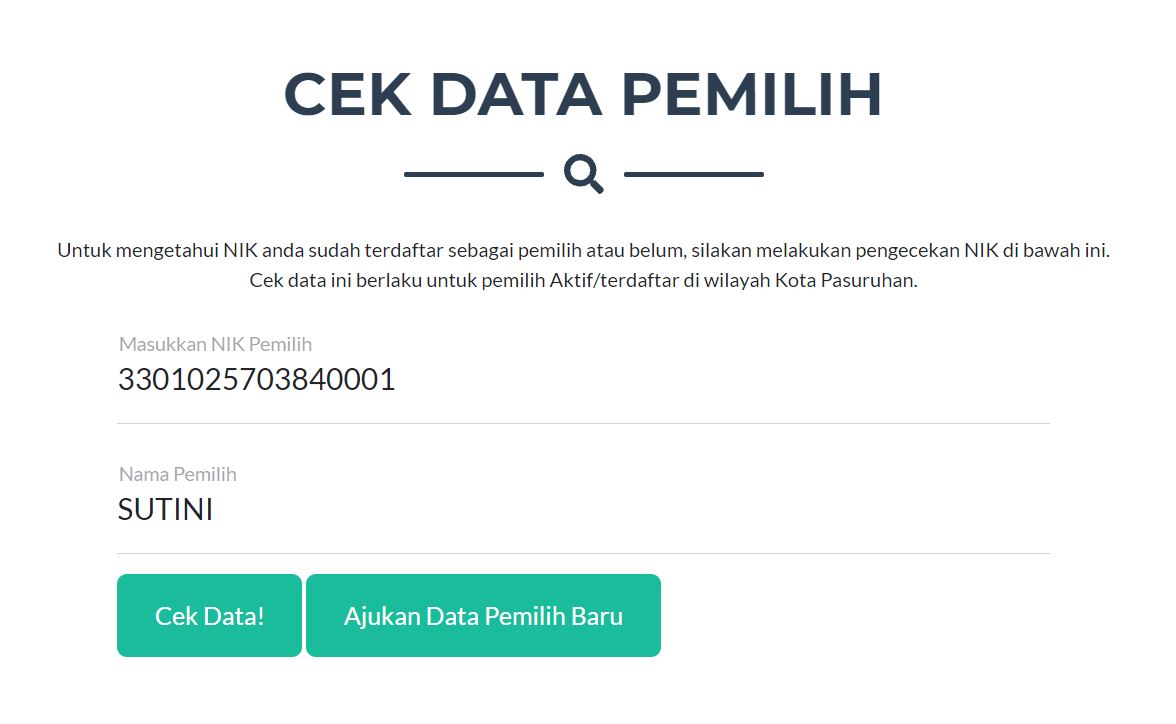 CEK DATA PEMILIH
Untuk mengetahui NIK anda sudah terdaftar sebagai pemilih atau belum, silakan melakukan pengecekan NIK di bawah ini.
Cek data ini berlaku untuk pemilih Aktif/terdaftar di wilayah Kota Pasuruhan.
Masukkan NIK Pemilih
3301025703840001
Nama Pemilih
SUTINI
Cek Data!
Ajukan Data Pemilih Baru